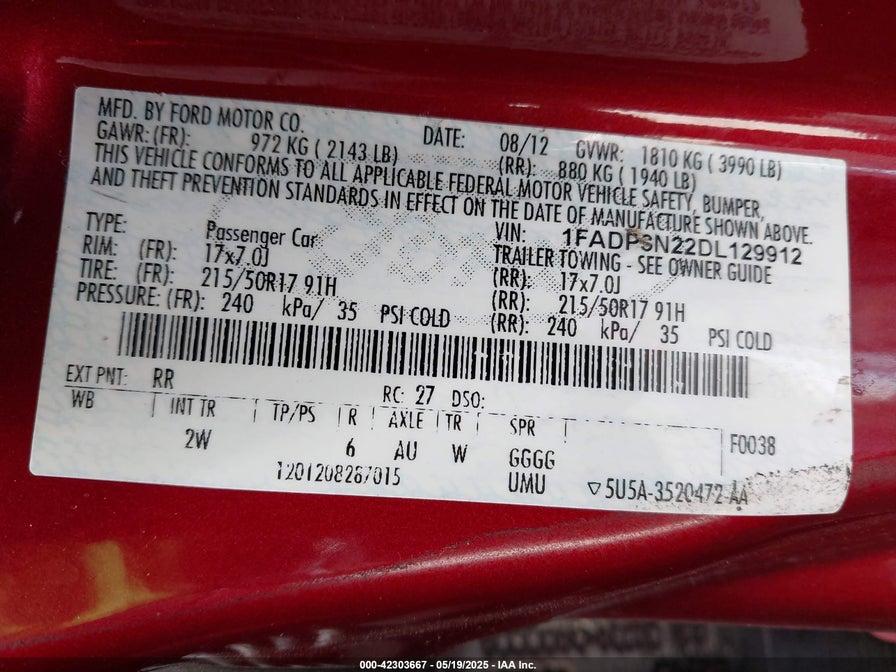 MFD. BY FORD MOTOR CO. DATE: 08/12 GVWR: 1810 KG ( 3990 LB)
GAWR: (FR): 972 KG ( 2143 LB) (RR): 880 KG ( 1940 LB)
THIS VEHICLE CONFORMS TO ALL APPLICABLE FEDERAL MOTOR VEHICLE SAFETY, BUMPER,
AND THEFT PREVENTION STANDARDS IN EFFECT ON THE DATE OF MANUFACTURE SHOWN ABOVE.
VIN: 1FADP3N22DL129912
TYPE: Passenger Car TRAILER TOWING - SEE OWNER GUIDE
RIM: (FR): 17x7.0J (RR): 17x7.0J
TIRE: (FR): 215/50R17 91H (RR): 215/50R17 91H
PRESSURE: (FR): 240 kPa/ 35 PSI COLD (RR): 240 kPa/ 35 PSI COLD
EXT PNT: RR RC: 27 DSO:
WB INT TR TP/PS R AXLE TR SPR F0038
2W 6 AU W GGGG
1201208287015 UMU ▽5U5A-3520472-AA
000-42303667 - 05/19/2025 - IAA Inc.